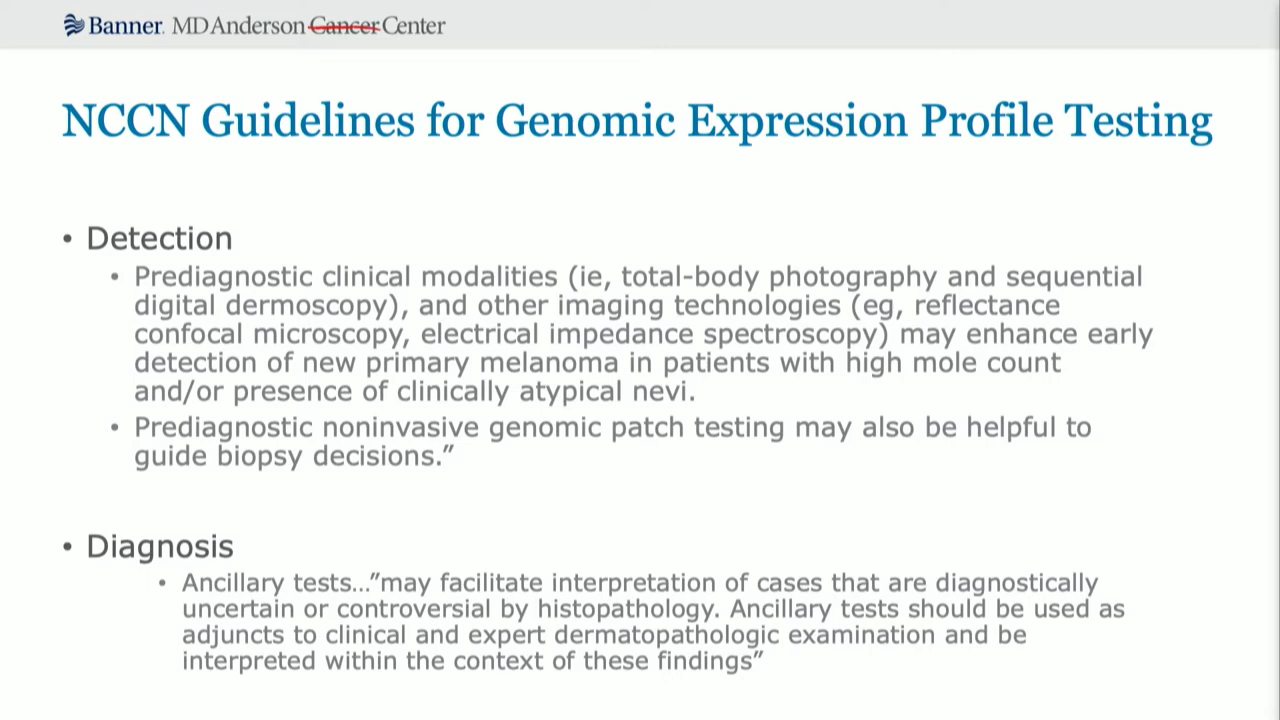 Banner. MD Anderson Cancer Center
NCCN Guidelines for Genomic Expression Profile Testing
• Detection
• Prediagnostic clinical modalities (ie, total-body photography and sequential
digital dermoscopy), and other imaging technologies (eg, reflectance
confocal microscopy, electrical impedance spectroscopy) may enhance early
detection of new primary melanoma in patients with high mole count
and/or presence of clinically atypical nevi.
• Prediagnostic noninvasive genomic patch testing may also be helpful to
guide biopsy decisions.”
• Diagnosis
• Ancillary tests…”may facilitate interpretation of cases that are diagnostically
uncertain or controversial by histopathology. Ancillary tests should be used as
adjuncts to clinical and expert dermatopathologic examination and be
interpreted within the context of these findings”